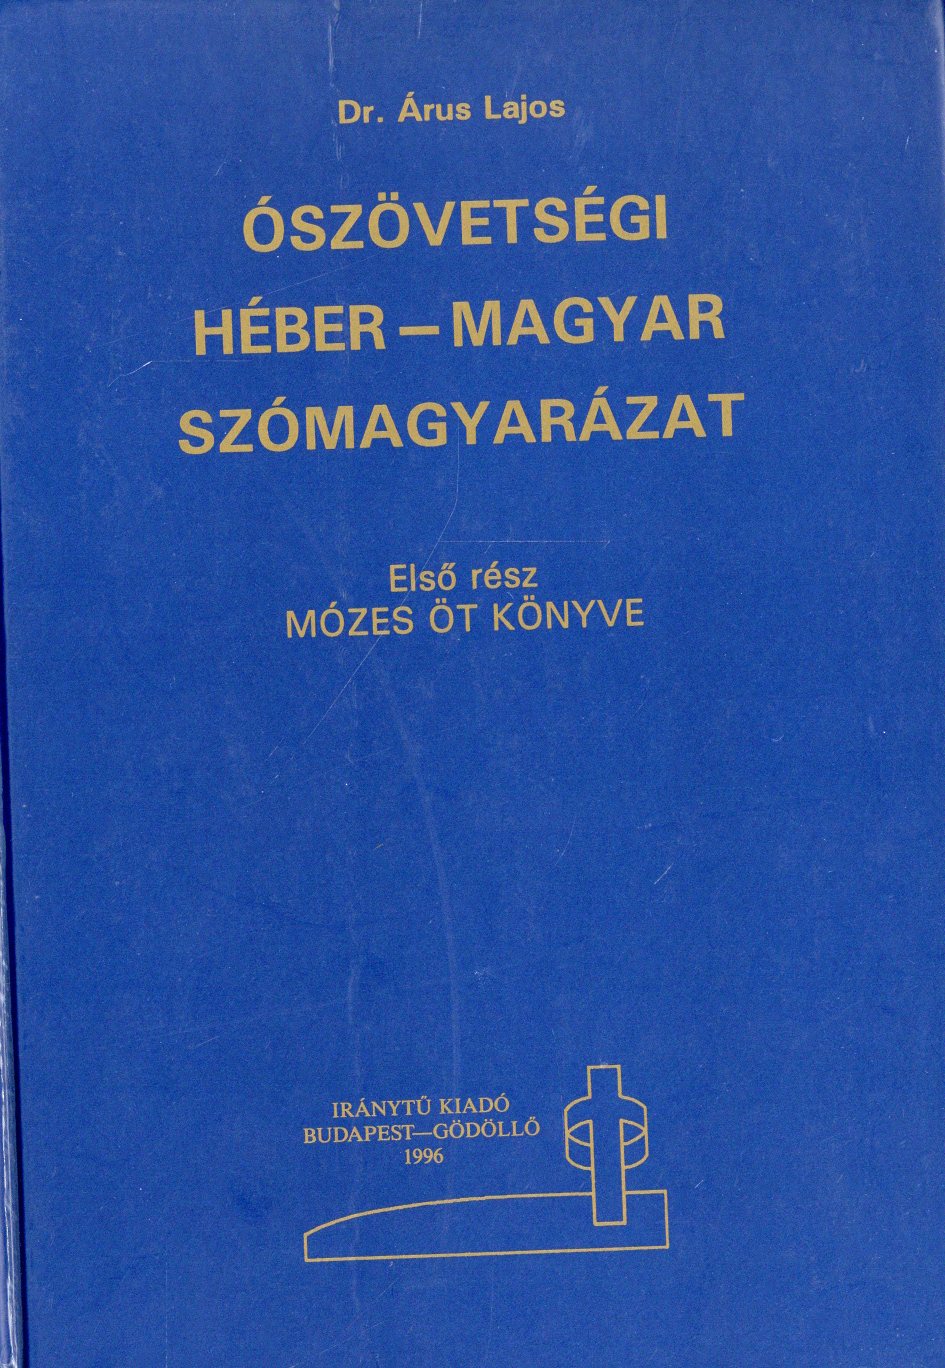 Dr. Árus Lajos
ÓSZÖVETSÉGI
HÉBER – MAGYAR
SZÓMAGYARÁZAT
Első rész
MÓZES ÖT KÖNYVE
IRÁNYTŰ KIADÓ
BUDAPEST—GÖDÖLLŐ
1996